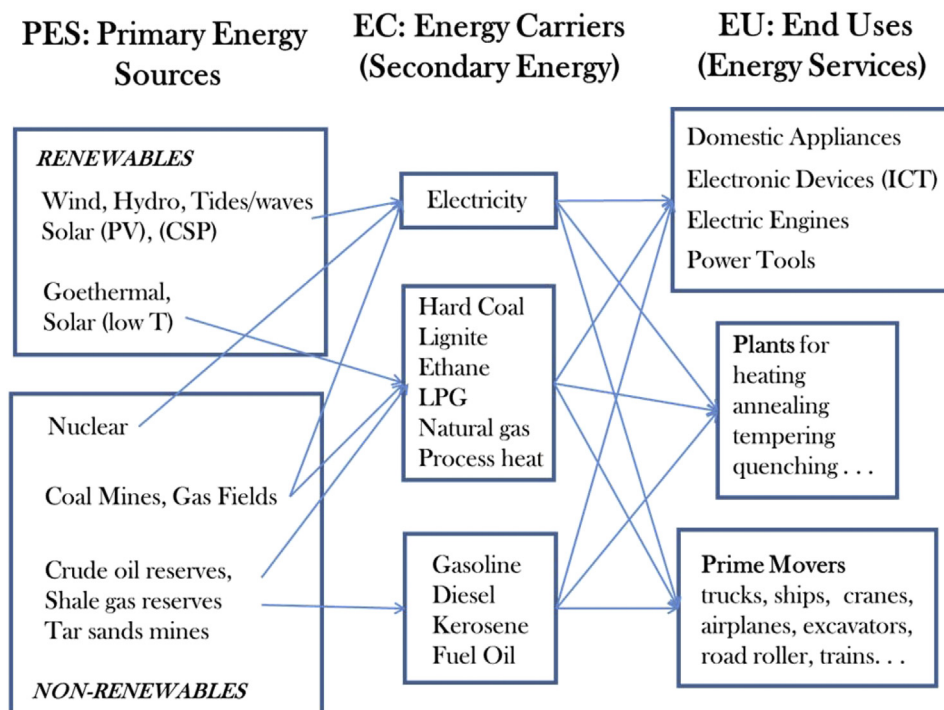 PES: Primary Energy
Sources
EC: Energy Carriers
(Secondary Energy)
EU: End Uses
(Energy Services)
RENEWABLES
Wind, Hydro, Tides/waves
Solar (PV), (CSP)
Goethermal,
Solar (low T)
Nuclear
Coal Mines, Gas Fields
Crude oil reserves,
Shale gas reserves
Tar sands mines
NON-RENEWABLES
Electricity
Hard Coal
Lignite
Ethane
LPG
Natural gas
Process heat
Gasoline
Diesel
Kerosene
Fuel Oil
Domestic Appliances
Electronic Devices (ICT)
Electric Engines
Power Tools
Plants for
heating
annealing
tempering
quenching . . .
Prime Movers
trucks, ships, cranes,
airplanes, excavators,
road roller, trains. . .